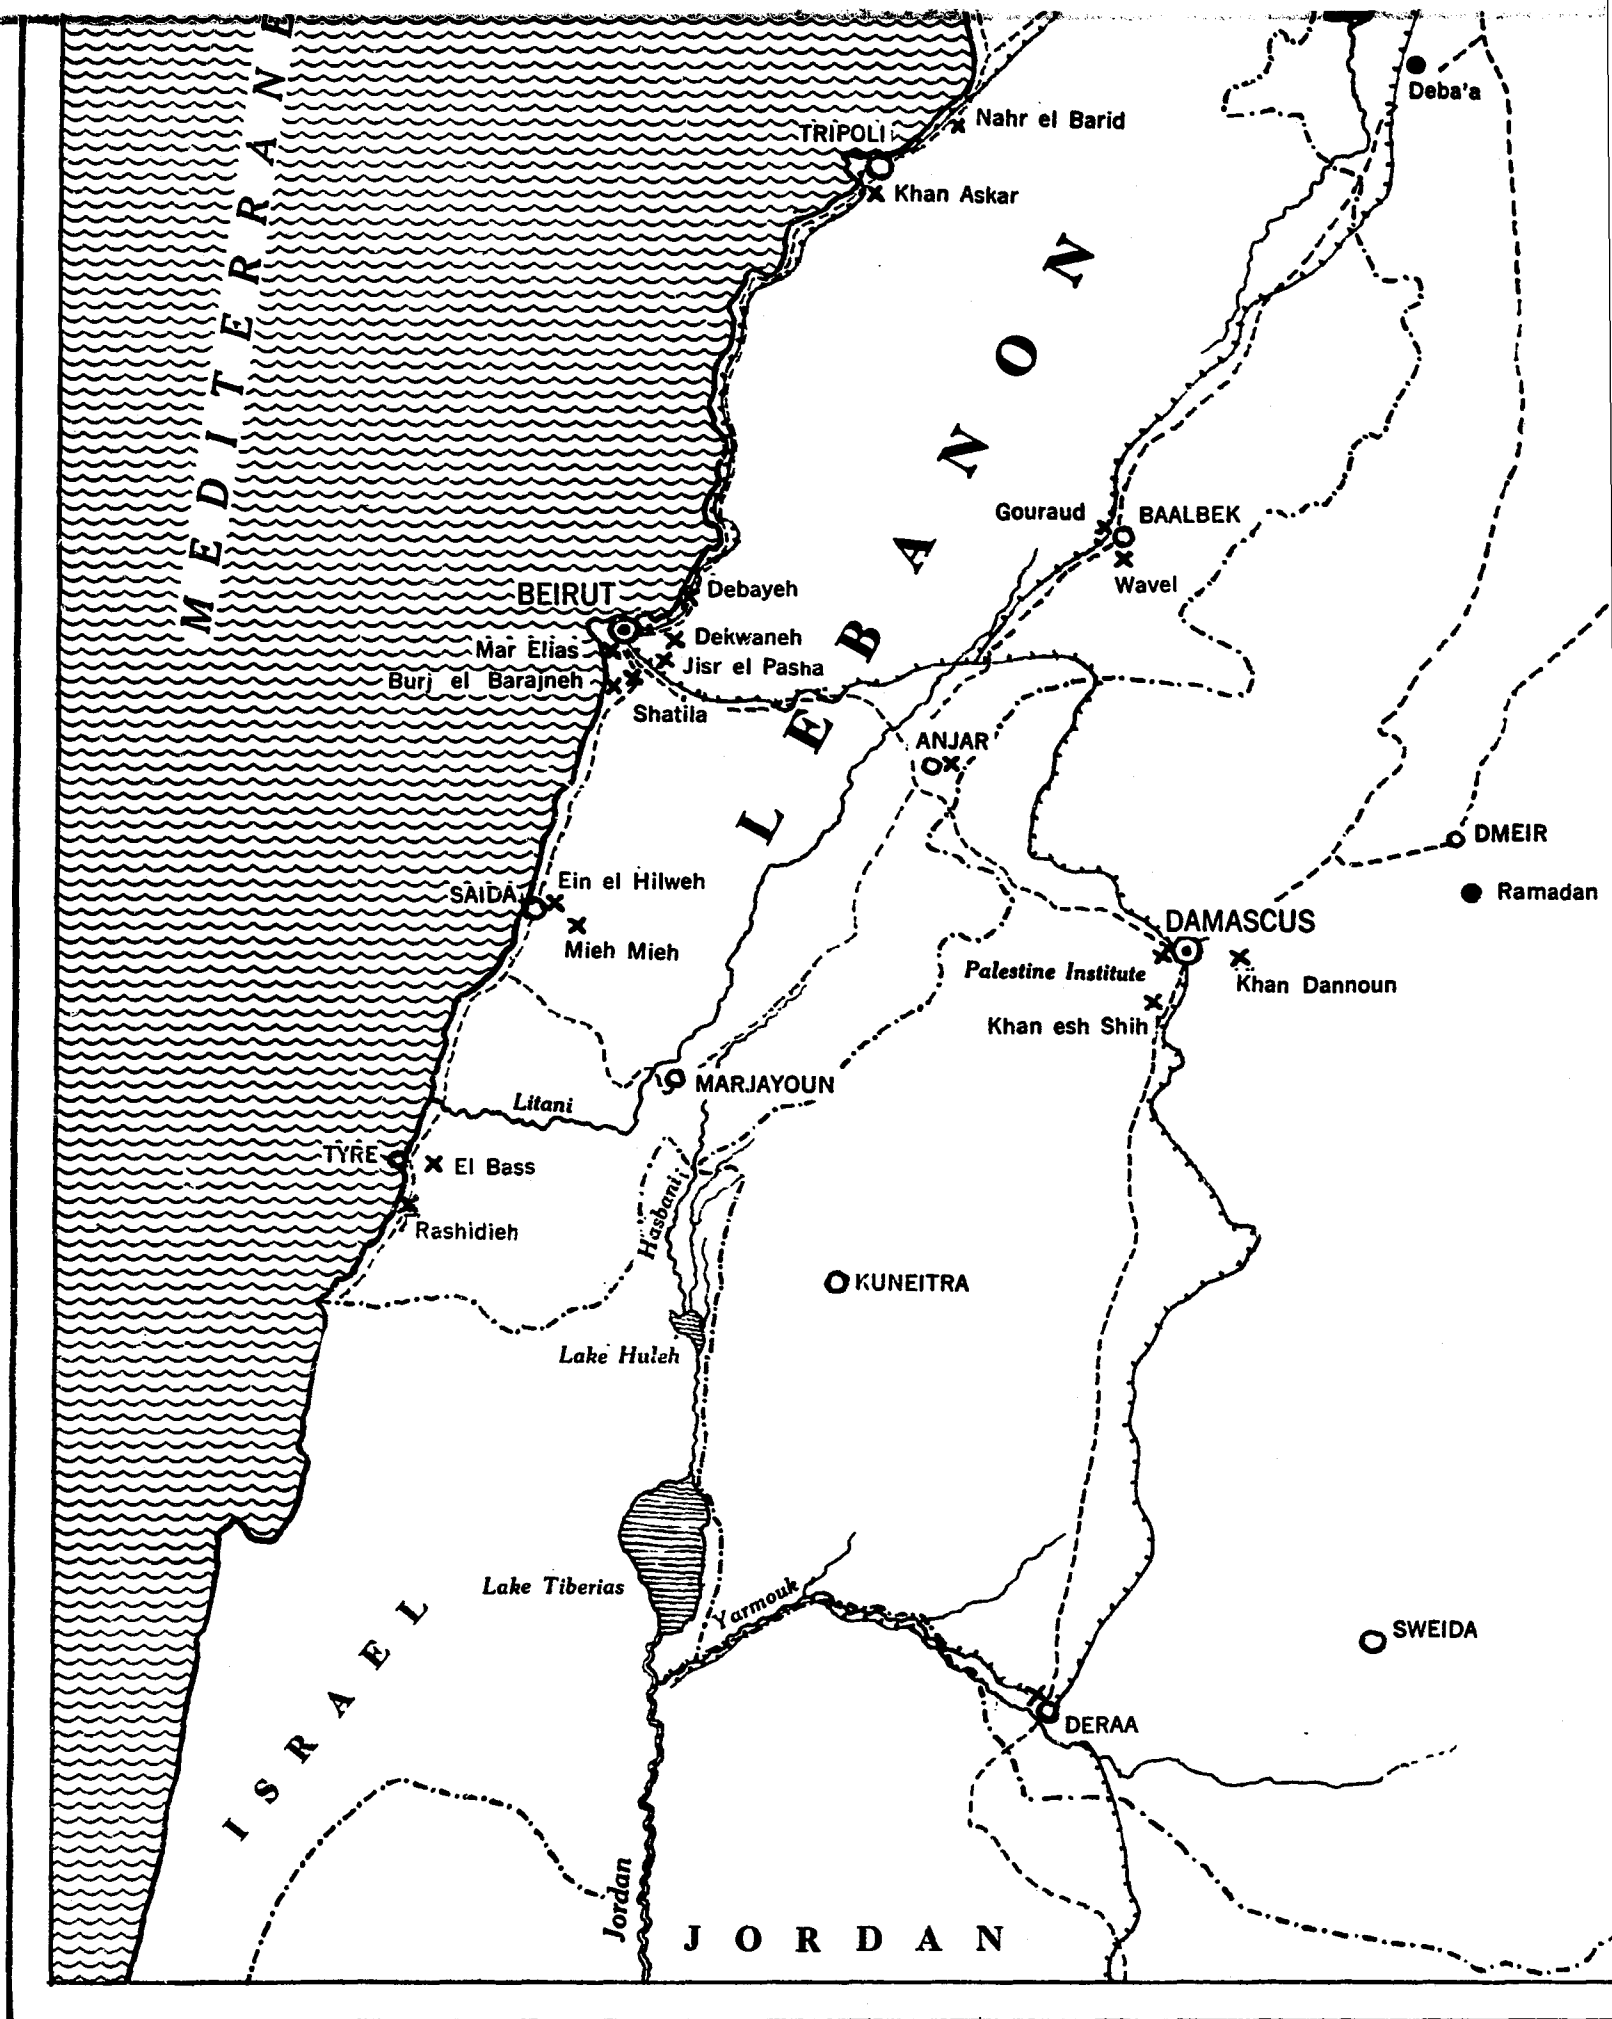 MEDITERRANE
Deba'a
Nahr el Barid
TRIPOLI
Khan Askar
LEBANON
Gouraud
BAALBEK
Wavel
BEIRUT
Debayeh
Dekwaneh
Mar Elias
Jisr el Pasha
Burj el Barajneh
Shatila
ANJAR
DMEIR
Ramadan
SAIDA
Ein el Hilweh
Mieh Mieh
DAMASCUS
Palestine Institute
Khan Dannoun
Khan esh Shih
MARJAYOUN
Litani
TYRE
El Bass
Rashidieh
Hasbani
KUNEITRA
Lake Huleh
Lake Tiberias
Yarmouk
ISRAEL
SWEIDA
DERAA
Jordan
JORDAN